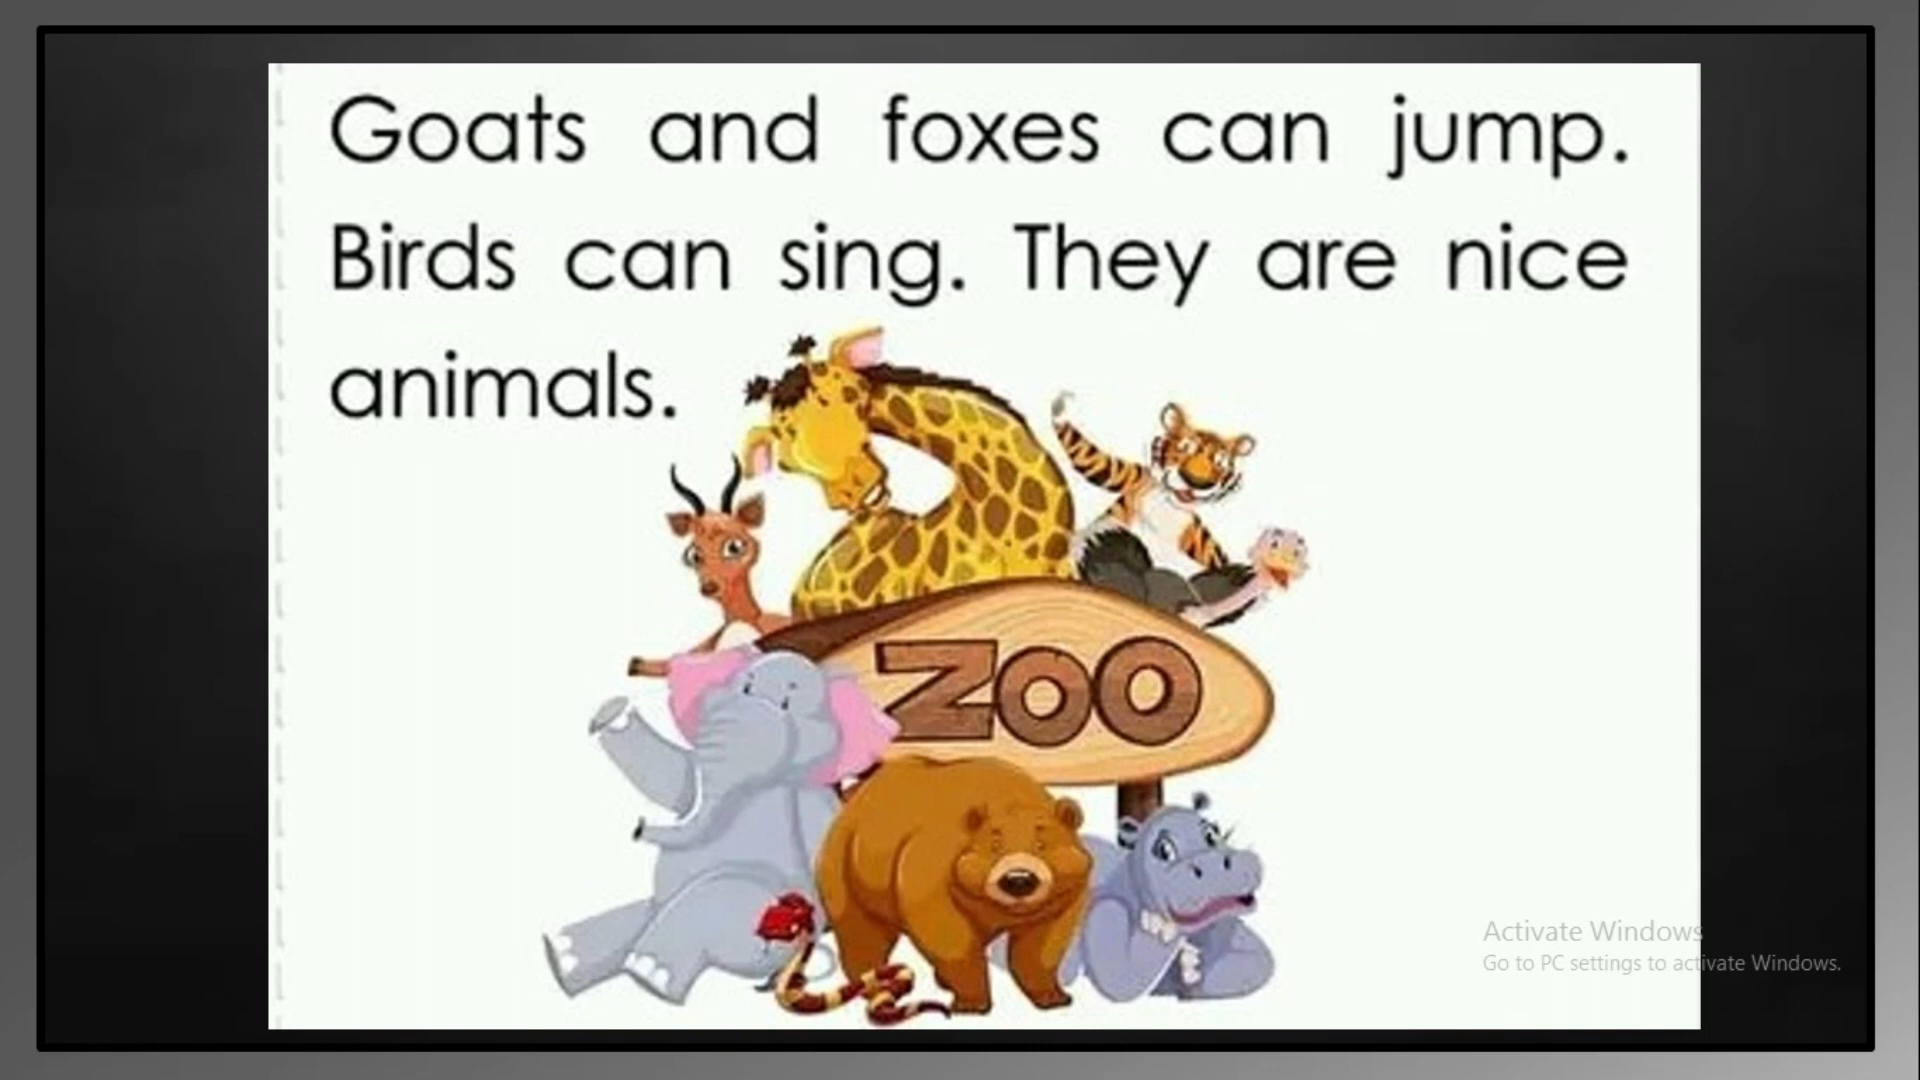 Goats and foxes can jump.
Birds can sing. They are nice
animals.
ZOO
Activate Windows
Go to PC settings to activate Windows.